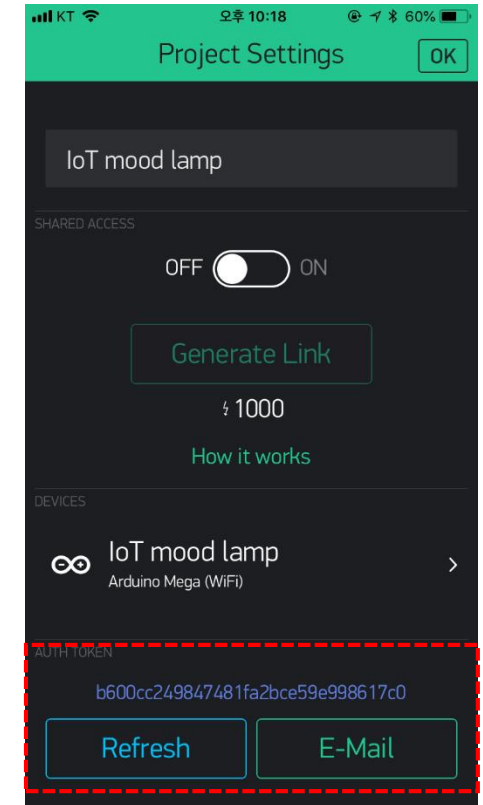 KT 오후 10:18 60%
Project Settings OK
IoT mood lamp
SHARED ACCESS
OFF ON
Generate Link
1000
How it works
DEVICES
IoT mood lamp
Arduino Mega (WiFi)
AUTH TOKEN
b600cc249847481fa2bce59e998617c0
Refresh E-Mail